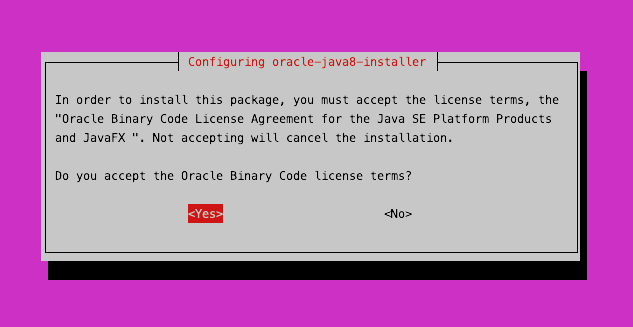 Configuring oracle-java8-installer
In order to install this package, you must accept the license terms, the
"Oracle Binary Code License Agreement for the Java SE Platform Products
and JavaFX ". Not accepting will cancel the installation.
Do you accept the Oracle Binary Code license terms?
<Yes> <No>